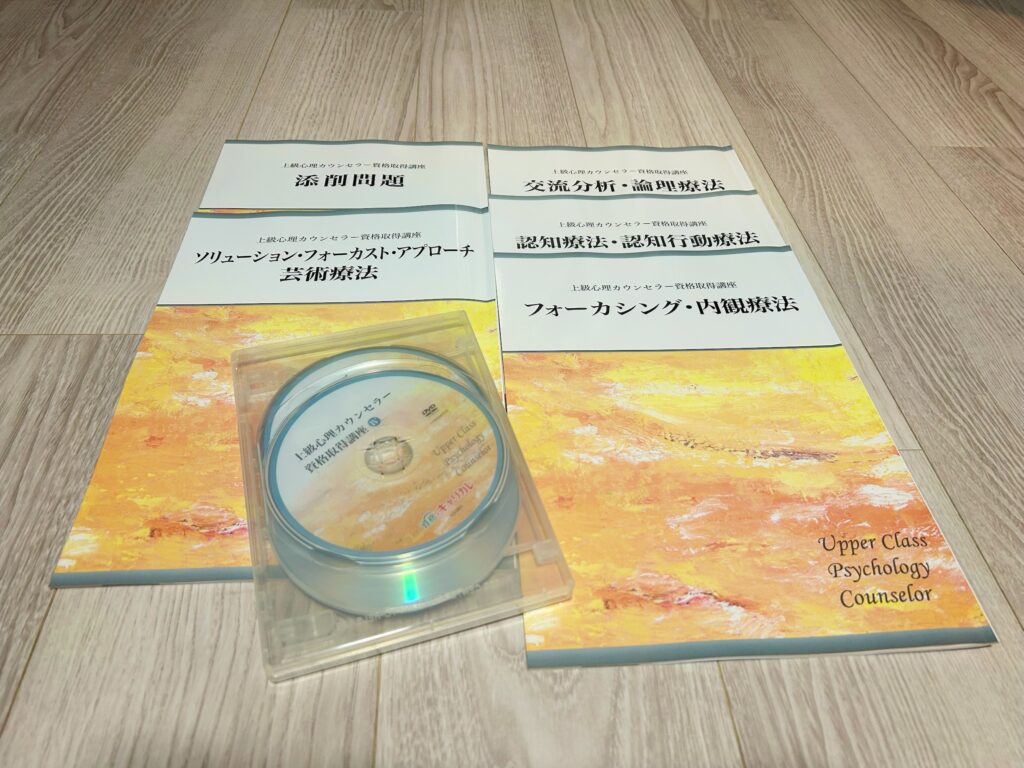 上級心理カウンセラー資格取得講座
添削問題
上級心理カウンセラー資格取得講座
ソリューション・フォーカスト・アプローチ
芸術療法
上級心理カウンセラー資格取得講座
交流分析・論理療法
上級心理カウンセラー資格取得講座
認知療法・認知行動療法
上級心理カウンセラー資格取得講座
フォーカシング・内観療法
Upper Class
Psychology
Counselor
上級心理カウンセラー
資格取得講座
DVD
Upper Class
Psychology
Counselor
キャリカレ